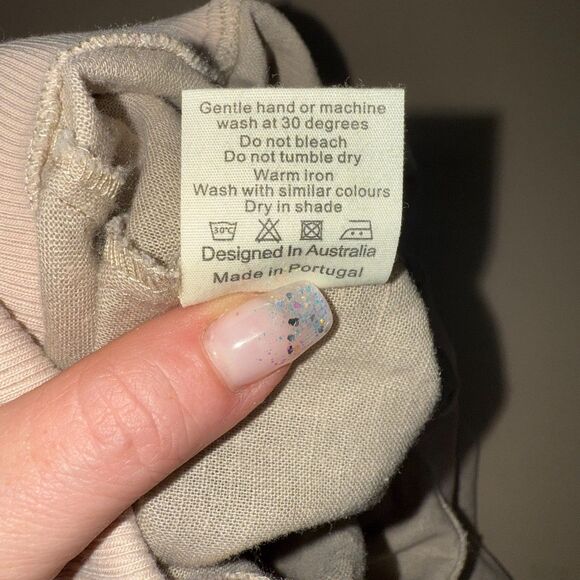 Gentle hand or machine
wash at 30 degrees
Do not bleach
Do not tumble dry
Warm iron
Wash with similar colours
Dry in shade
30°C
Designed In Australia
Made in Portugal